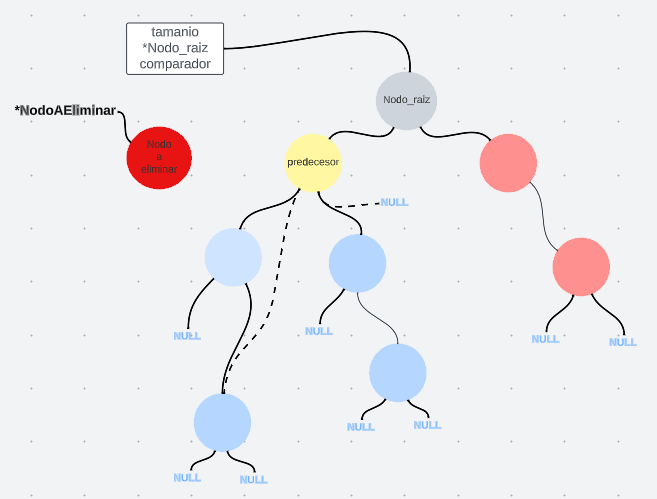 tamanio
*Nodo_raiz
comparador
Nodo_raiz
*NodoAEliminar
Nodo
a
eliminar
predecesor
NULL
NULL
NULL
NULL
NULL
NULL
NULL
NULL
NULL